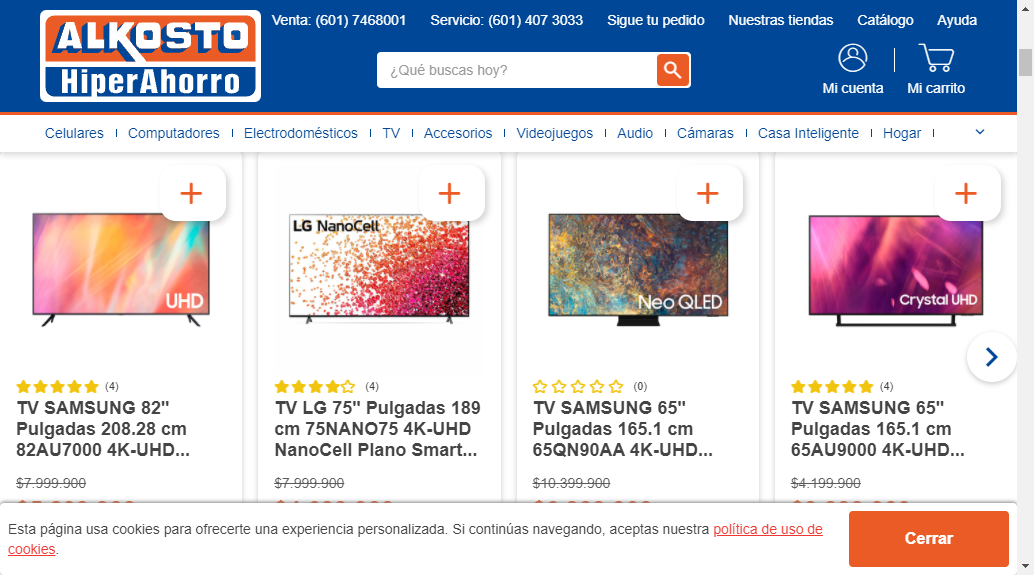 ALKOSTO
HiperAhorro
Venta: (601) 7468001 Servicio: (601) 407 3033 Sigue tu pedido Nuestras tiendas Catálogo Ayuda
¿Qué buscas hoy?
Mi cuenta Mi carrito
Celulares Computadores Electrodomésticos TV Accesorios Videojuegos Audio Cámaras Casa Inteligente Hogar
UHD
LG NanoCell
Neo QLED
Crystal UHD
(4)
TV SAMSUNG 82"
Pulgadas 208.28 cm
82AU7000 4K-UHD...
$7.999.900
(4)
TV LG 75" Pulgadas 189
cm 75NANO75 4K-UHD
NanoCell Plano Smart...
$7.999.900
(0)
TV SAMSUNG 65"
Pulgadas 165.1 cm
65QN90AA 4K-UHD...
$10.399.900
(4)
TV SAMSUNG 65"
Pulgadas 165.1 cm
65AU9000 4K-UHD...
$4.199.900
Esta página usa cookies para ofrecerte una experiencia personalizada. Si continúas navegando, aceptas nuestra política de uso de
cookies.
Cerrar